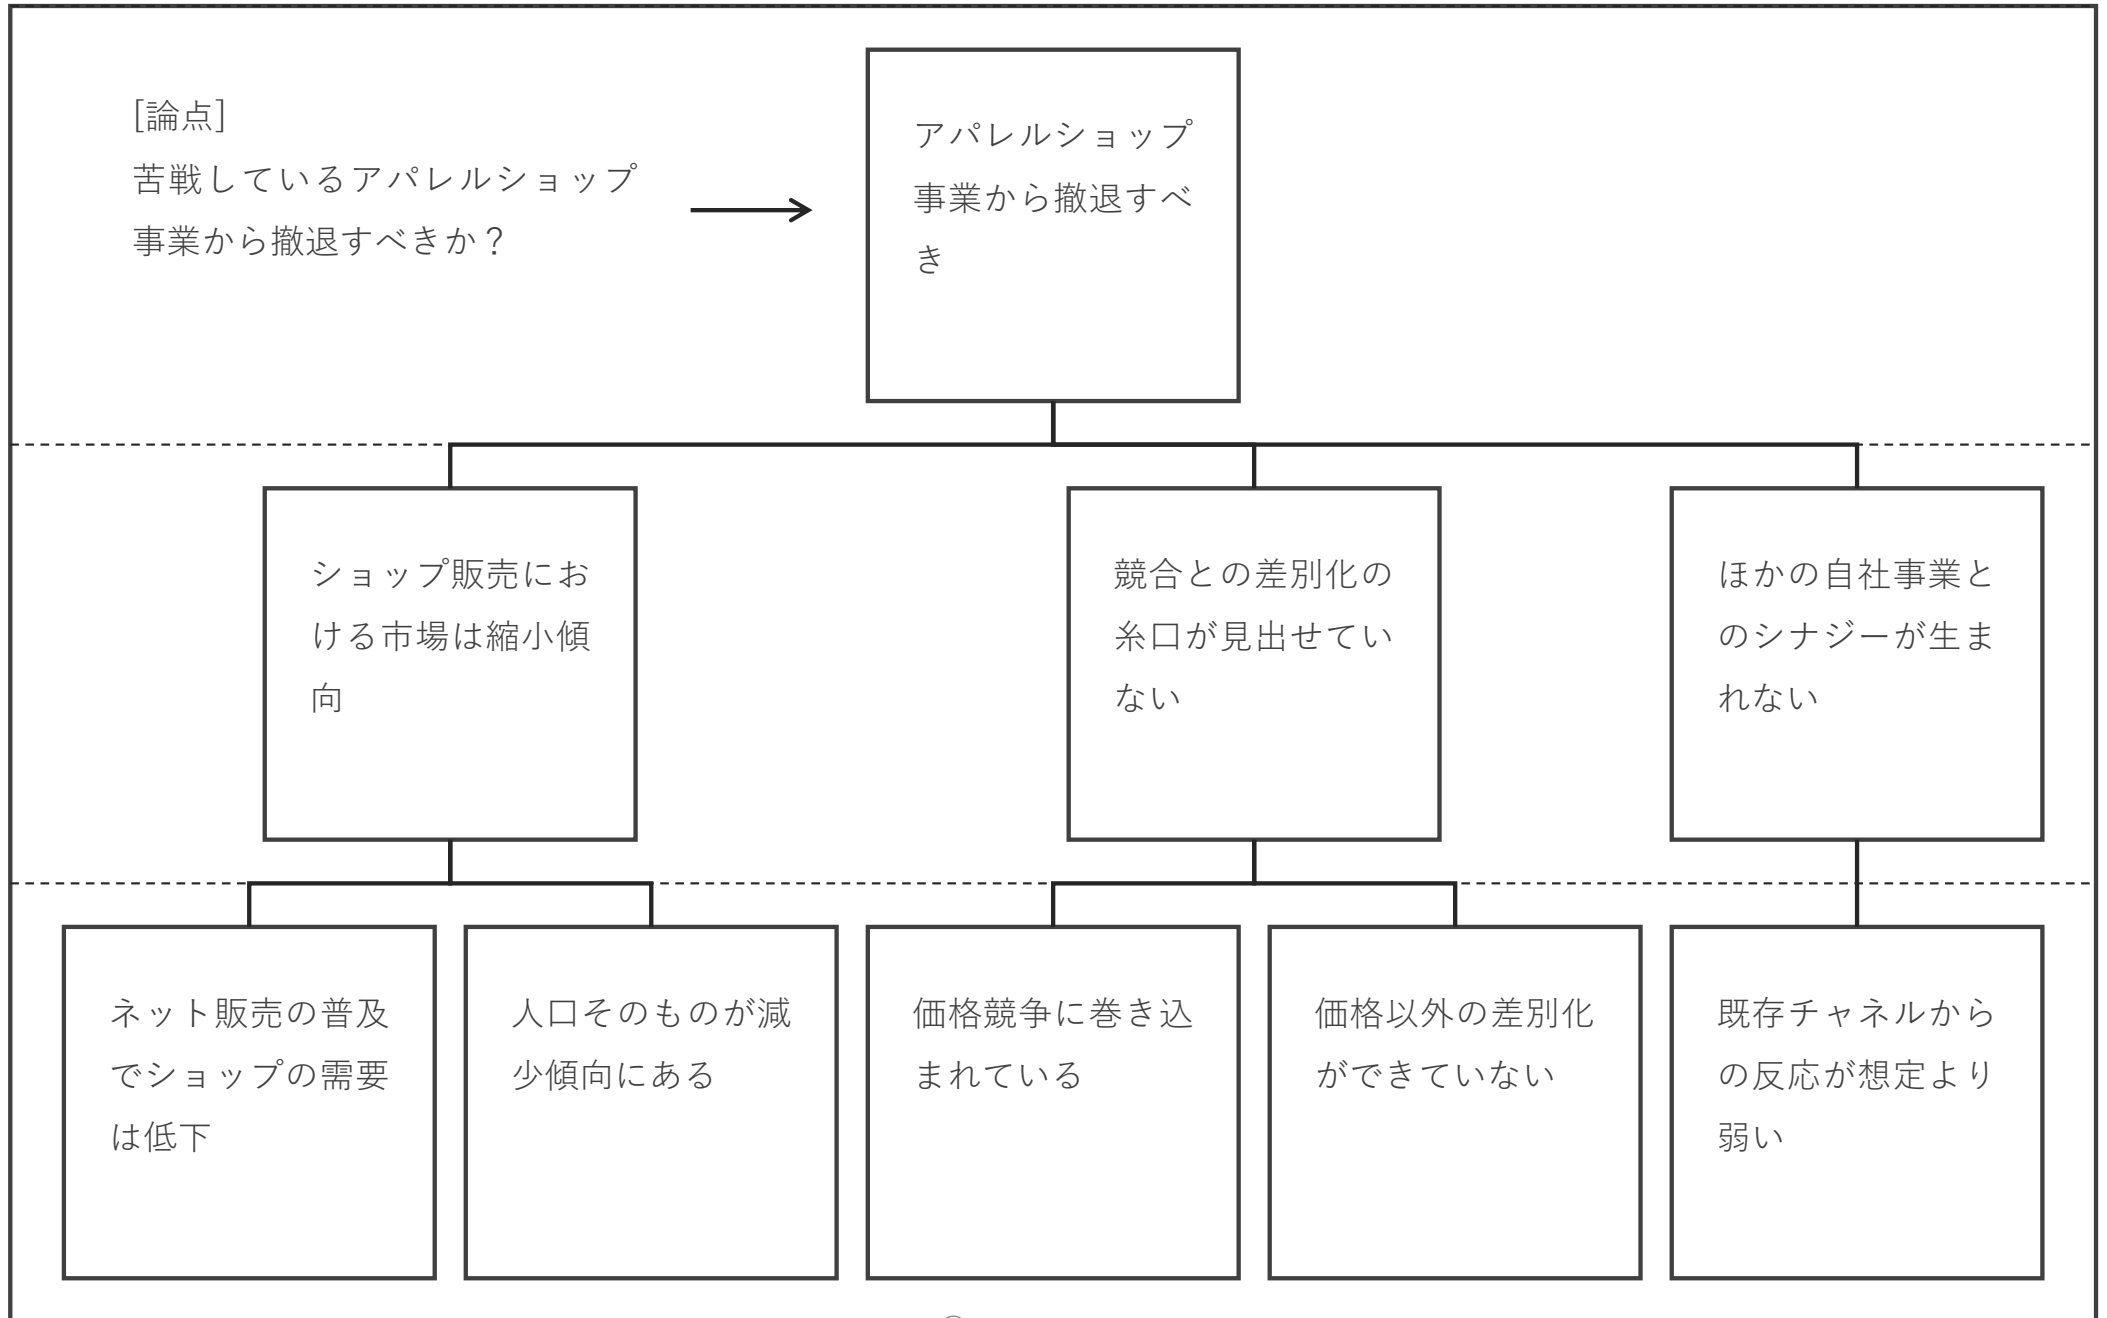 [論点]
苦戦しているアパレルショップ
事業から撤退すべきか？
アパレルショップ
事業から撤退すべ
き
ショップ販売にお
ける市場は縮小傾
向
競合との差別化の
糸口が見出せてい
ない
ほかの自社事業と
のシナジーが生ま
れない
ネット販売の普及
でショップの需要
は低下
人口そのものが減
少傾向にある
価格競争に巻き込
まれている
価格以外の差別化
ができていない
既存チャネルから
の反応が想定より
弱い